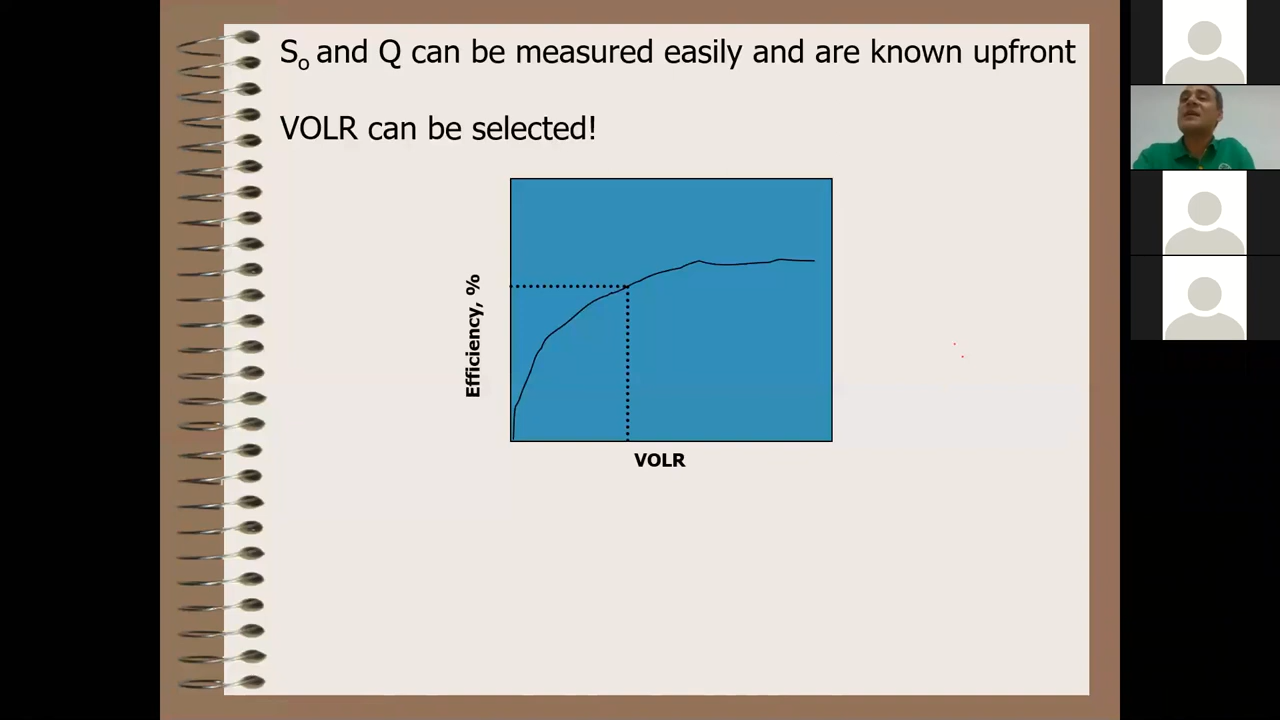 So and Q can be measured easily and are known upfront
VOLR can be selected!
Efficiency, %
VOLR